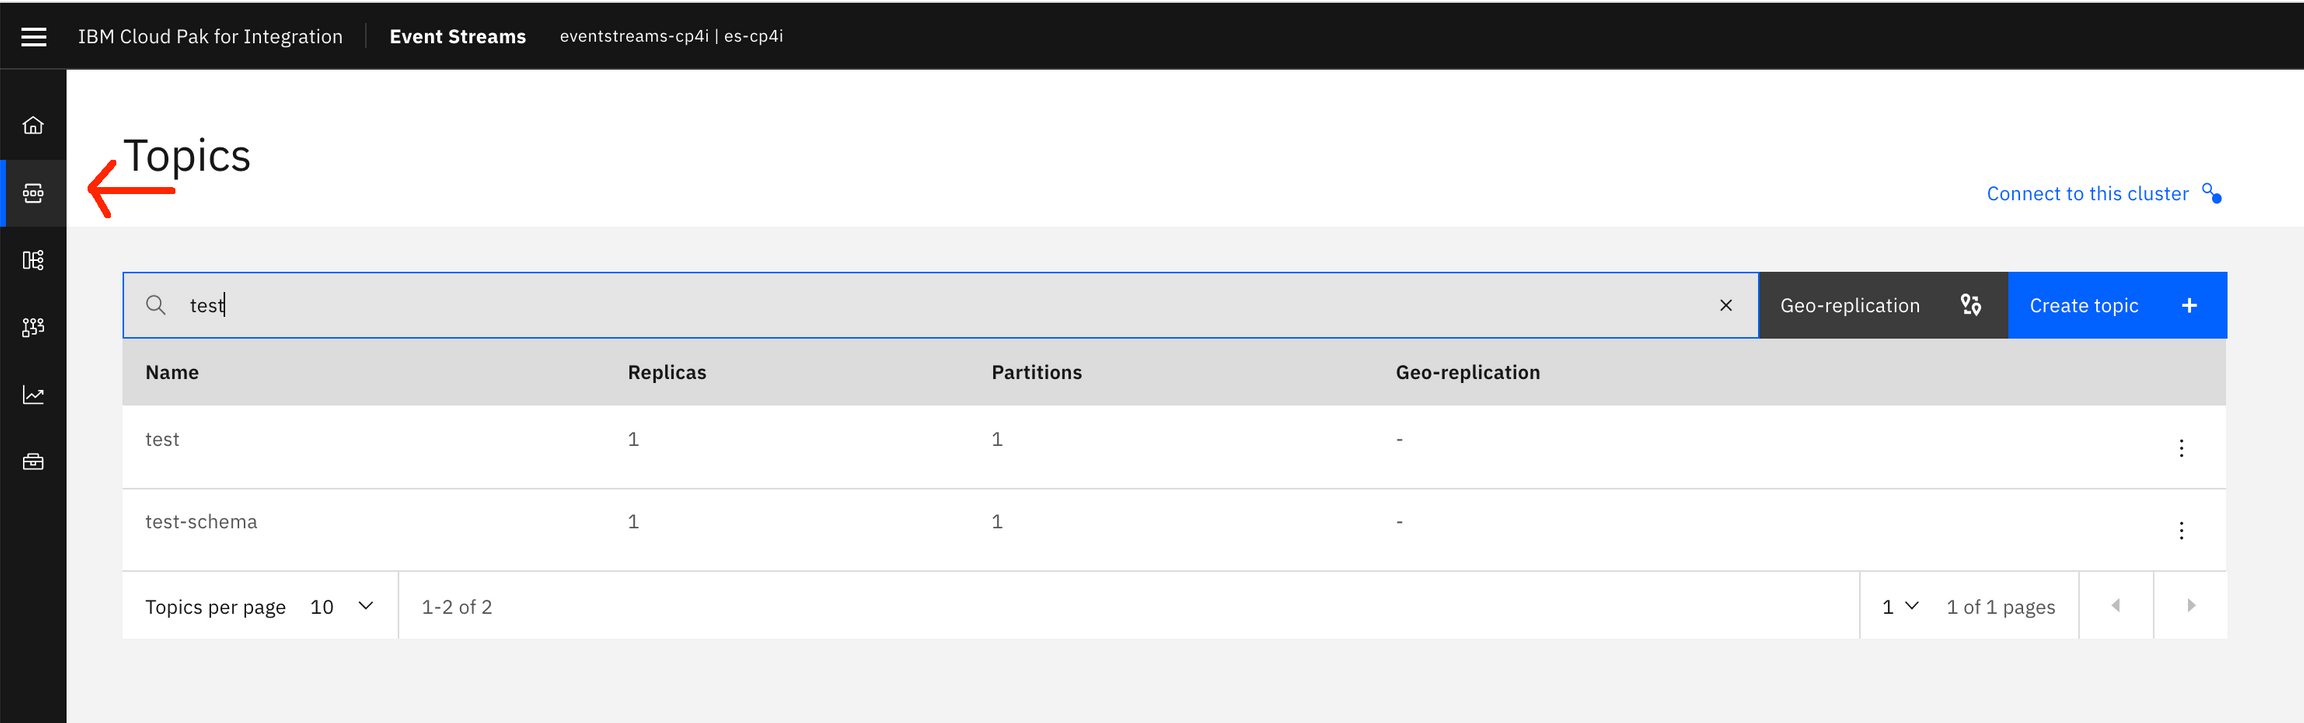 IBM Cloud Pak for Integration Event Streams eventstreams-cp4i | es-cp4i
Topics
Connect to this cluster
test Geo-replication Create topic
Name Replicas Partitions Geo-replication
test 1 1 -
test-schema 1 1 -
Topics per page 10 1-2 of 2 1 1 of 1 pages